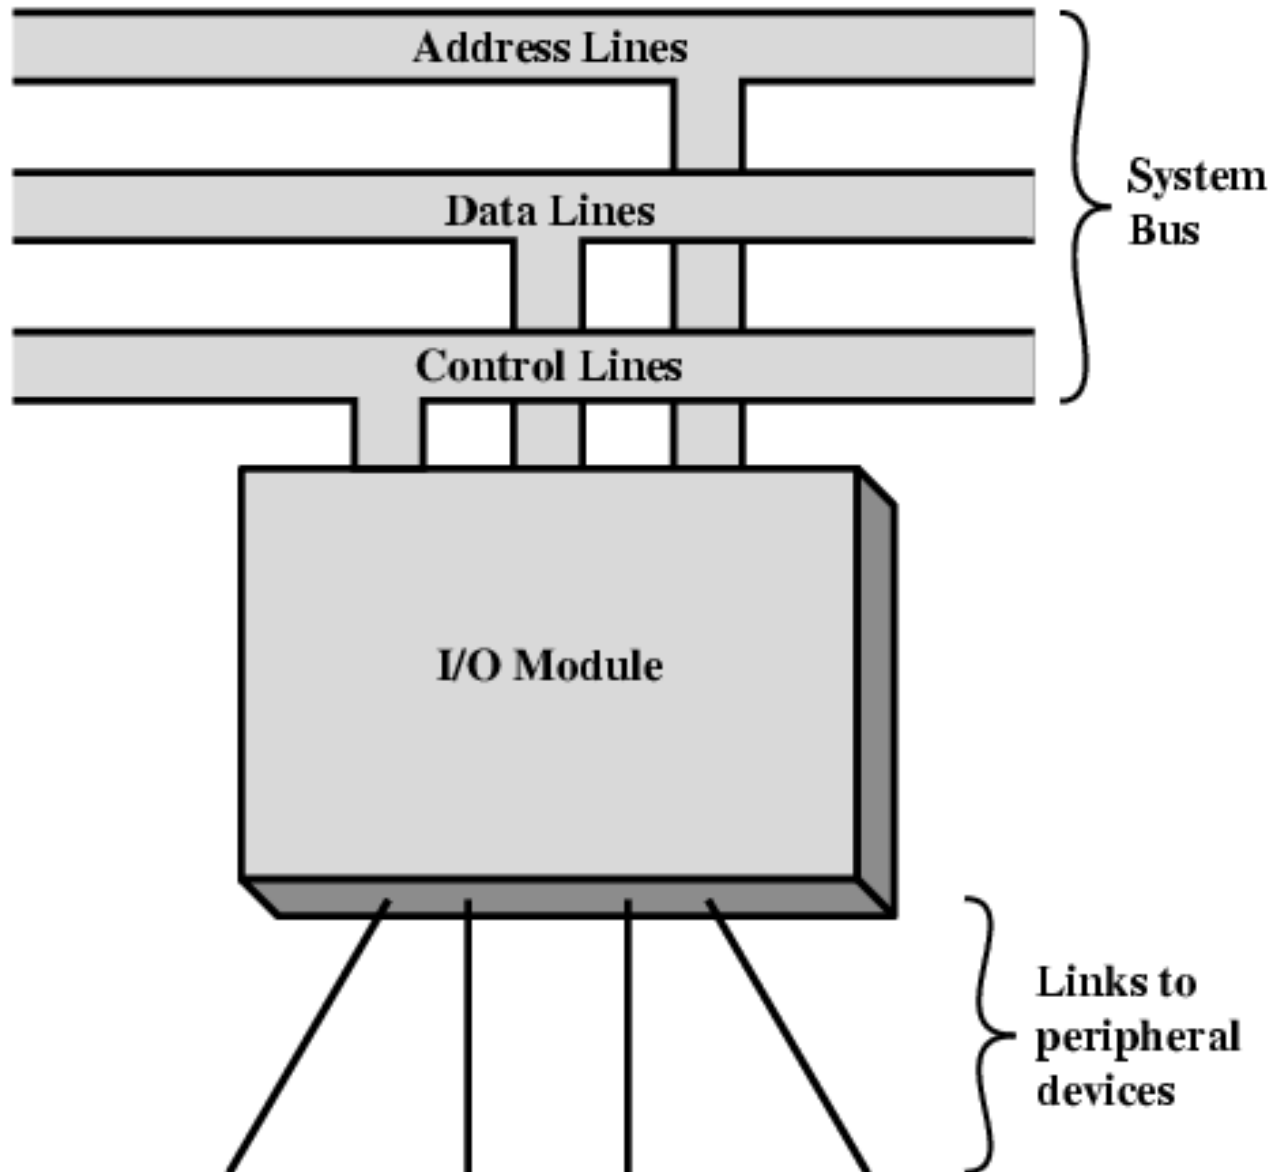 Address Lines
Data Lines
System
Bus
Control Lines
I/O Module
Links to
peripheral
devices